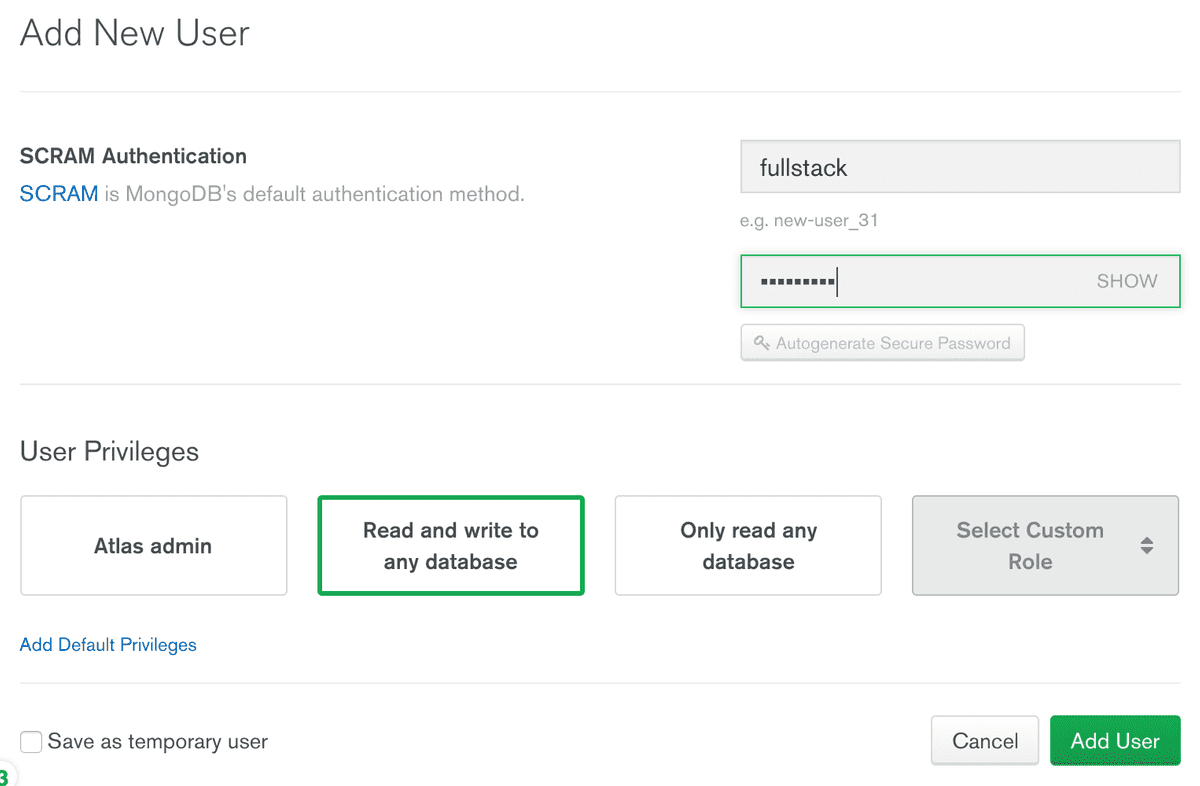 Add New User
SCRAM Authentication
SCRAM is MongoDB's default authentication method.
fullstack
e.g. new-user_31
▪▪▪▪▪▪▪▪▪
SHOW
Autogenerate Secure Password
User Privileges
Atlas admin
Read and write to
any database
Only read any
database
Select Custom
Role
Add Default Privileges
Save as temporary user
Cancel
Add User
3